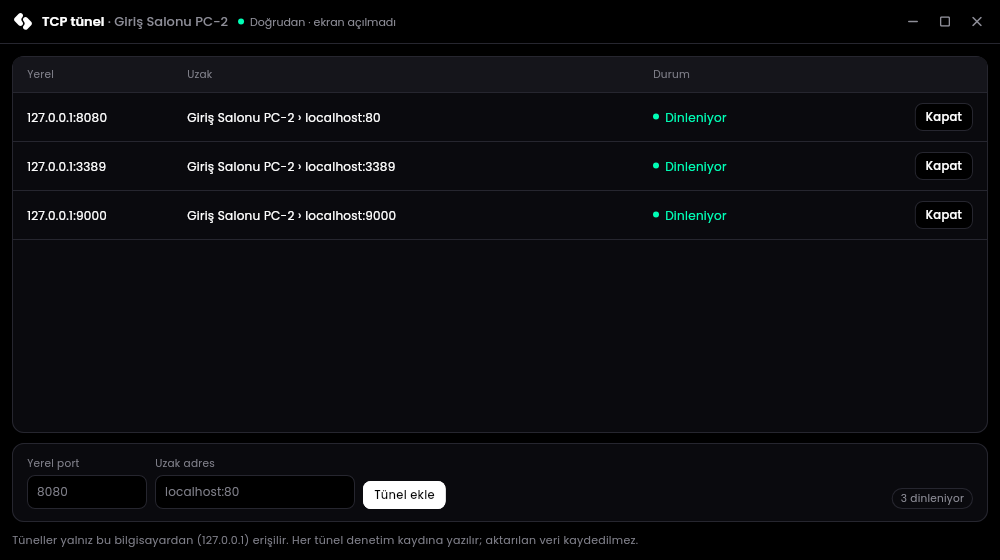 TCP tünel · Giriş Salonu PC-2 Doğrudan · ekran açılmadı
Yerel Uzak Durum
127.0.0.1:8080 Giriş Salonu PC-2 › localhost:80 Dinleniyor Kapat
127.0.0.1:3389 Giriş Salonu PC-2 › localhost:3389 Dinleniyor Kapat
127.0.0.1:9000 Giriş Salonu PC-2 › localhost:9000 Dinleniyor Kapat
Yerel port Uzak adres
8080 localhost:80 Tünel ekle 3 dinleniyor
Tüneller yalnız bu bilgisayardan (127.0.0.1) erişilir. Her tünel denetim kaydına yazılır; aktarılan veri kaydedilmez.